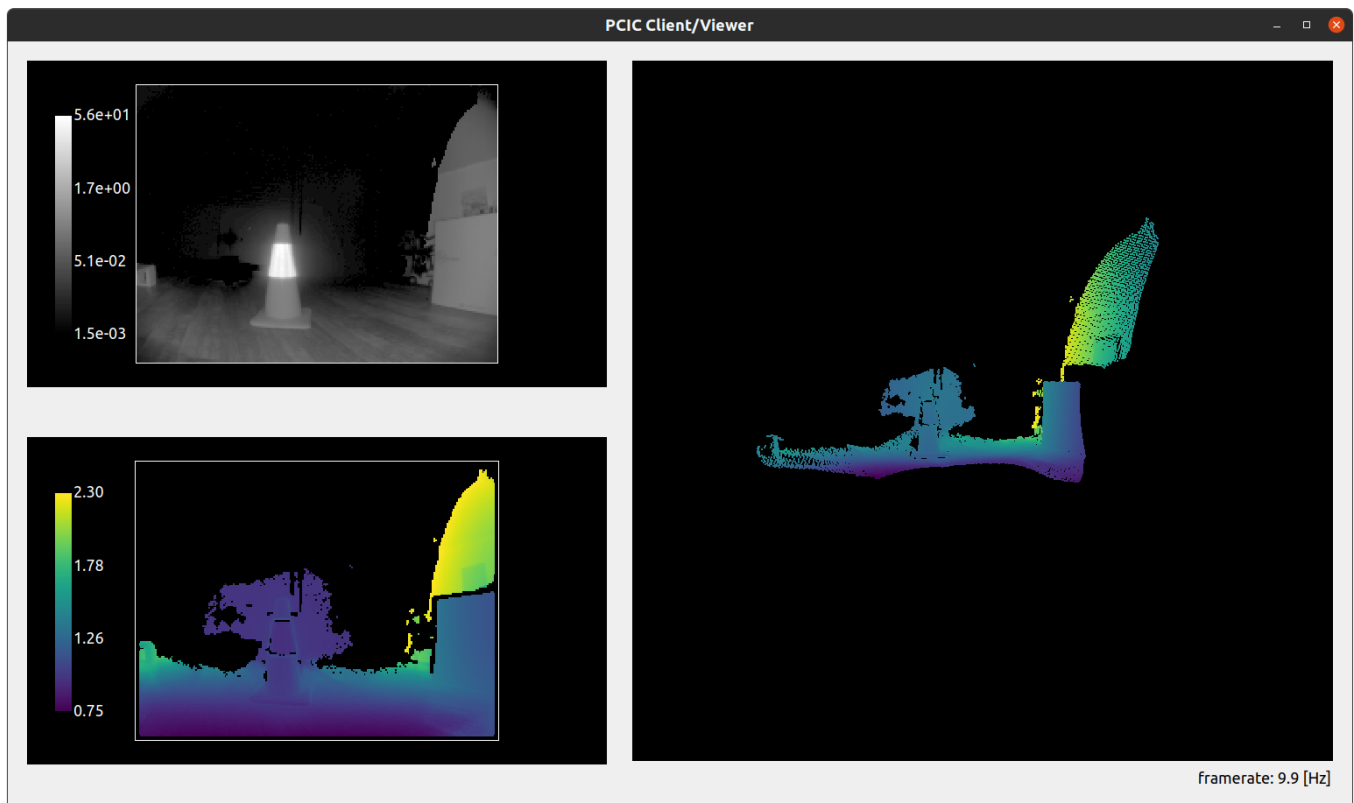 PCIC Client/Viewer
5.6e+01
1.7e+00
5.1e-02
1.5e-03
2.30
1.78
1.26
0.75
framerate: 9.9 [Hz]